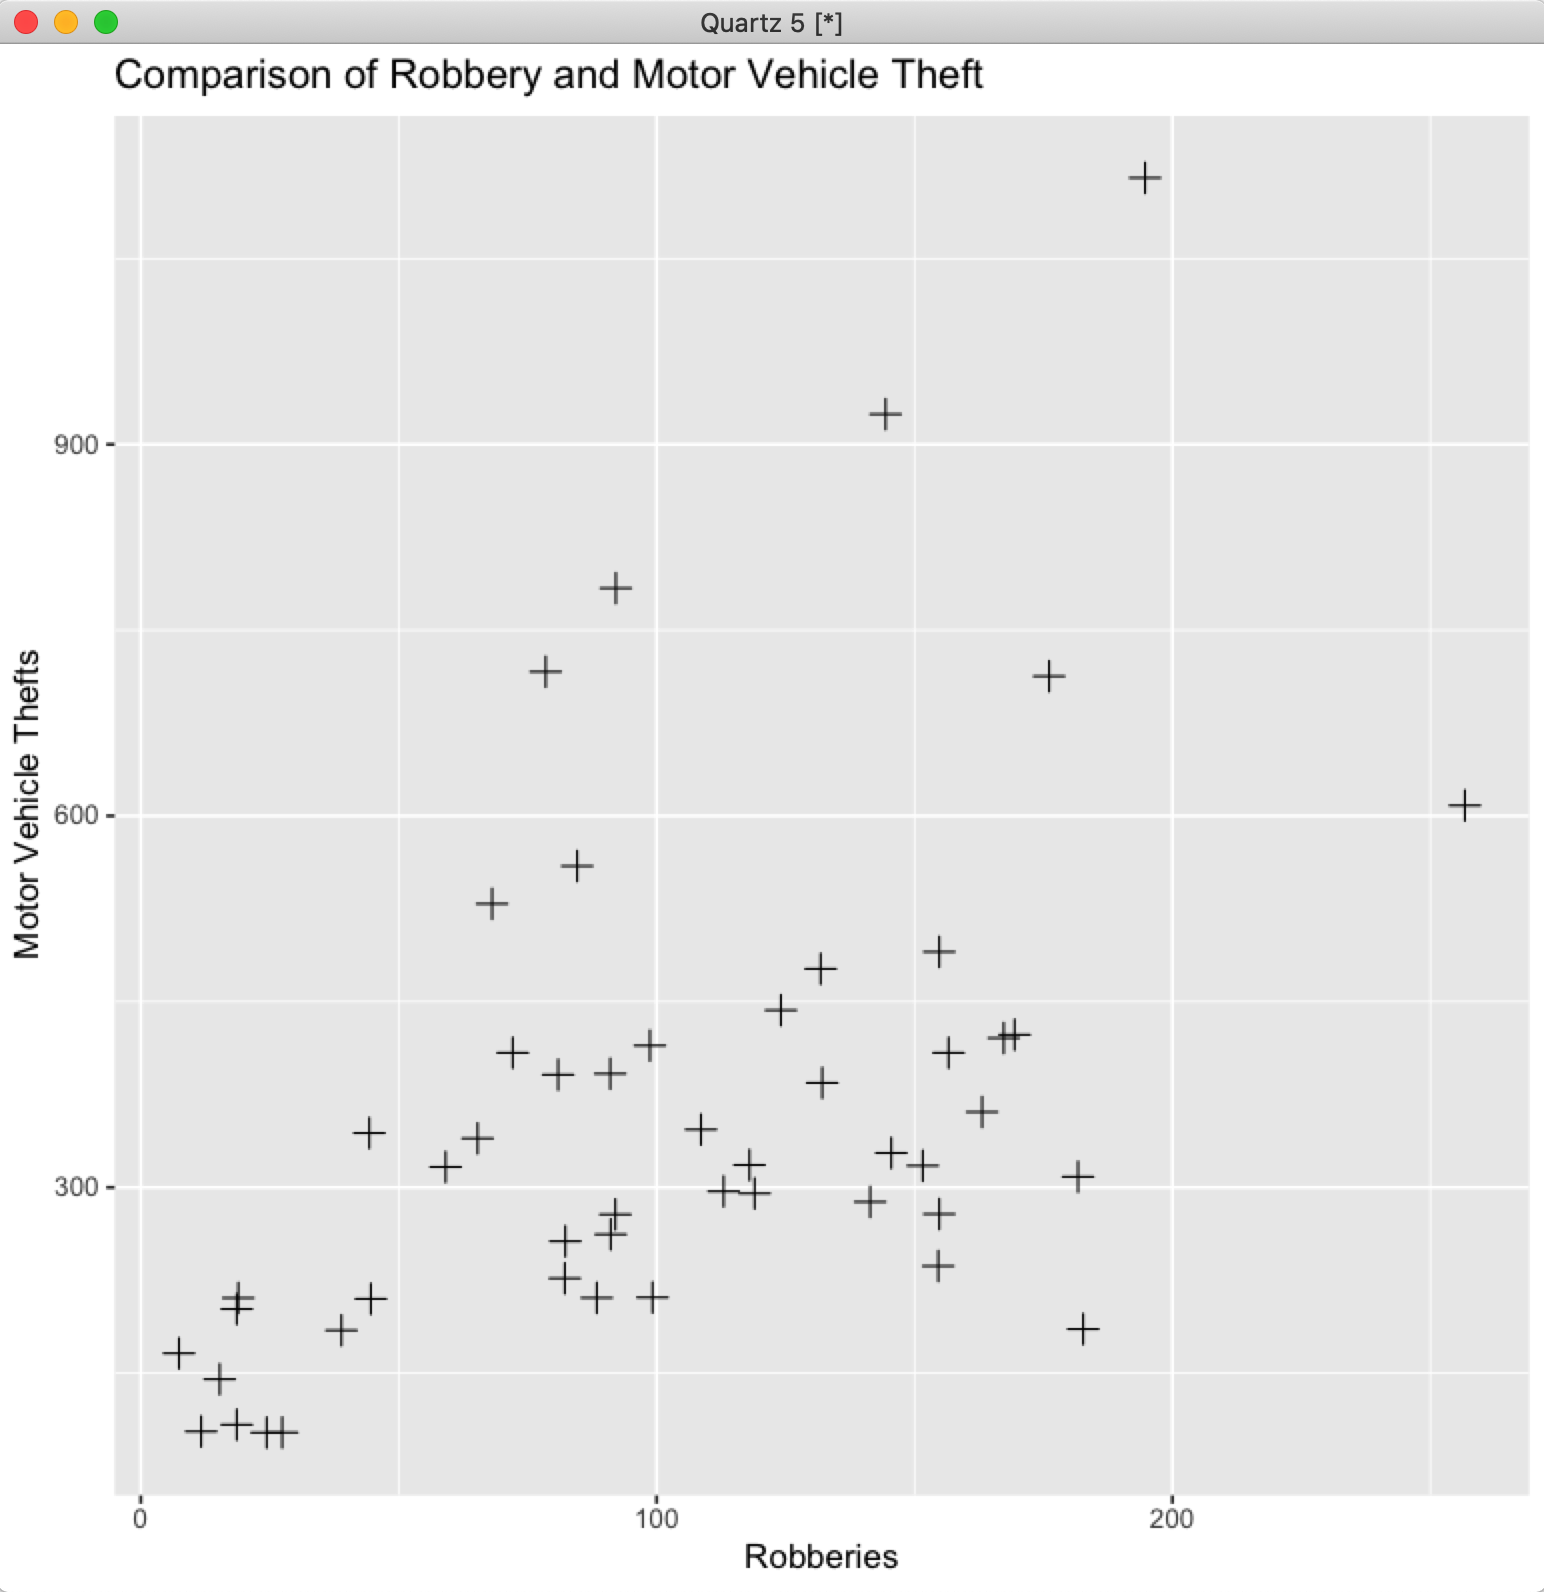 Quartz 5 [*]
Comparison of Robbery and Motor Vehicle Theft
Motor Vehicle Thefts
900
600
300
0 100 200
Robberies